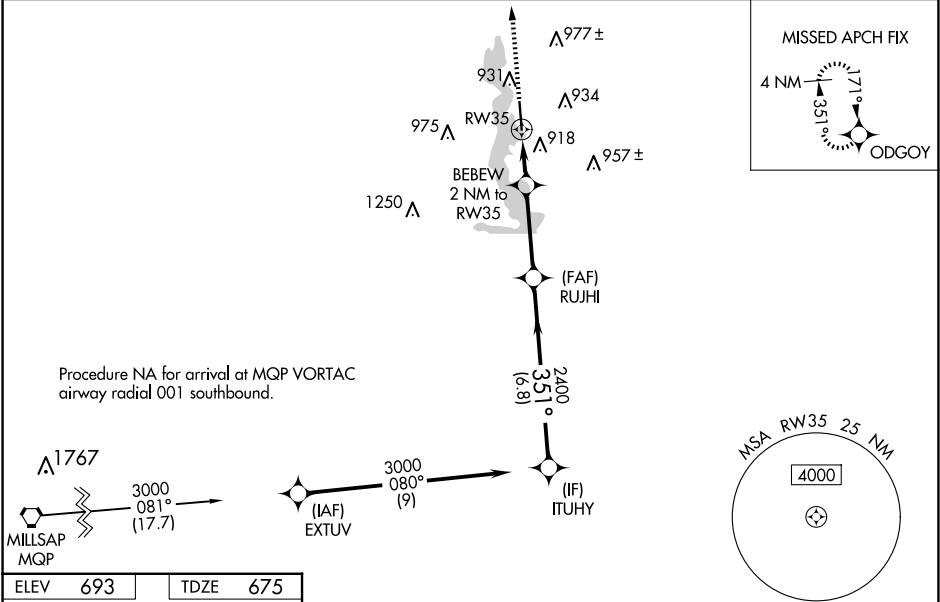 977 ±
931
934
RW35
975
918
957 ±
BEBEW
2 NM to
RW35
1250
(FAF)
RUJHI
MISSED APCH FIX
4 NM
171°
351°
ODGOY
Procedure NA for arrival at MQP VORTAC
airway radial 001 southbound.
2400
351°
(6.8)
1767
3000
081°
(17.7)
MILLSAP
MQP
(IAF)
EXTUV
3000
080°
(9)
(IF)
ITUHY
MSA RW35 25 NM
4000
ELEV 693
TDZE 675